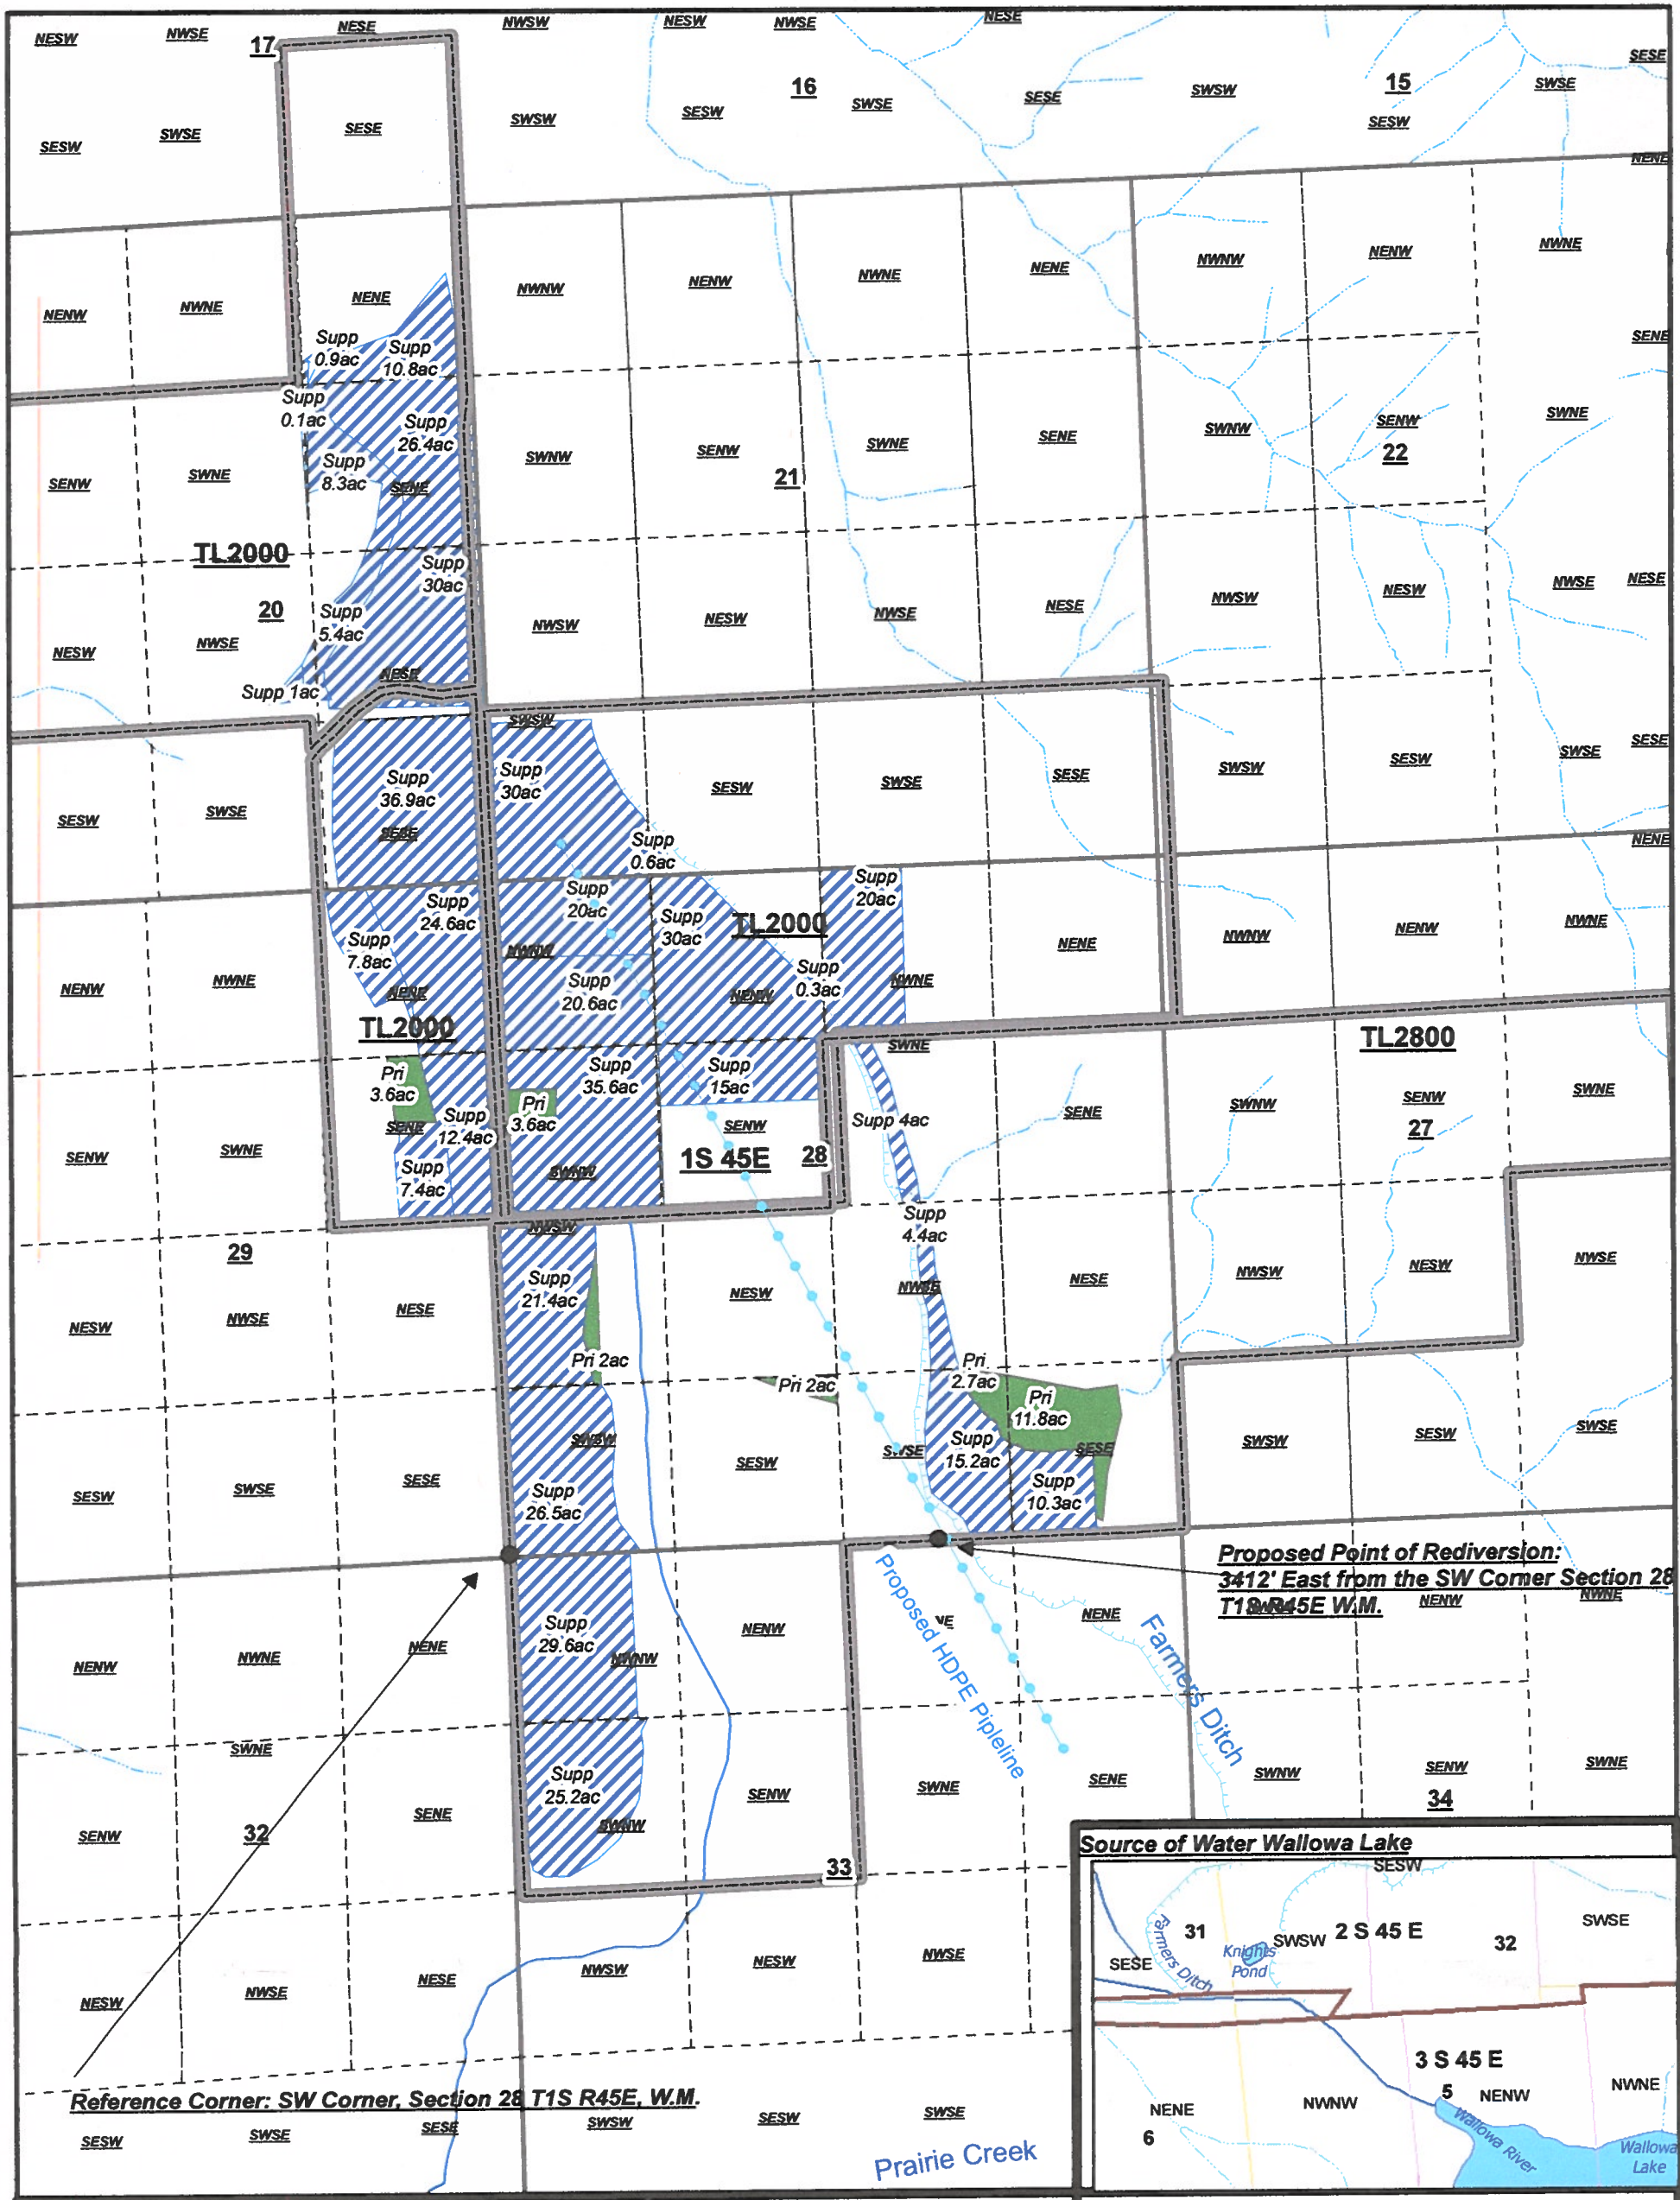 NESW NWSE NESE NWSW NESW NWSE NESE
17
SESE
16 15
SWSE
SESW SWSE SESE SWSW SESW SWSE SESE SWSW SESW
NENE
NENW NWNE NENE NWNW NENW NWNE NENE NWNW NENW NWNE
Supp
0.9ac
Supp
10.8ac
SENE
Supp
0.1ac
Supp
26.4ac
Supp
8.3ac
SENW SWNE SENE SWNW SENW SWNE SENE SWNW SENW SWNE
21 22
TL2000
20
Supp
30ac
Supp
5.4ac
NESW NWSE NESE NWSW NESW NWSE NESE NWSW NESW NWSE NESE
Supp 1ac
SWSW
Supp
36.9ac
Supp
30ac
SESW SWSE SESE SESW SWSE SESE SWSW SESW SWSE SESE
Supp
0.6ac
NENE
Supp
24.6ac
Supp
20ac
Supp
30ac
TL2000
Supp
20ac
Supp
7.8ac
Supp
20.6ac
Supp
0.3ac
NENW NWNE NENE NWNW NENW NWNE NENE NWNW NENW NWNE
TL2000
SWNE
TL2800
Pri
3.6ac
Pri
3.6ac
Supp
35.6ac
Supp
15ac
Supp 4ac
Supp
12.4ac
Supp
7.4ac
SENW SWNE SENE SWNW SENW SENE SWNW SENW SWNE
1S 45E 28 27
NWSW
Supp
4.4ac
29
Supp
21.4ac
NESW NWSE NESE NESW NWSE NESE NWSW NESW NWSE
Pri 2ac
Pri 2ac
Pri
2.7ac
Pri
11.8ac
Supp
15.2ac
Supp
10.3ac
SESW SWSE SESE SWSW SESW SWSE SESE SWSW SESW SWSE
Supp
26.5ac
Proposed Point of Rediversion:
3412' East from the SW Corner Section 28
T1S R45E W.M.
NENW NWNE
Proposed HDPE Pipleline
Farmers Ditch
Supp
29.6ac
NENW NWNE NENE NWNW NENW NENE
Supp
25.2ac
SENW SWNE SENE SWNW SENW SWNE SENE SWNW SENW SWNE
32 33 34
NESW NWSE NESE NWSW NESW NWSE
Reference Corner: SW Corner, Section 28 T1S R45E, W.M.
SESW SWSE SESE SWSW SESW SWSE
Prairie Creek
Source of Water Wallowa Lake
SESW
31 SWSW 2 S 45 E 32 SWSE
SESE
Farmers Ditch
Knights
Pond
3 S 45 E
5
NENE NWNW NENW NWNE
6
Wallowa River
Wallowa
Lake